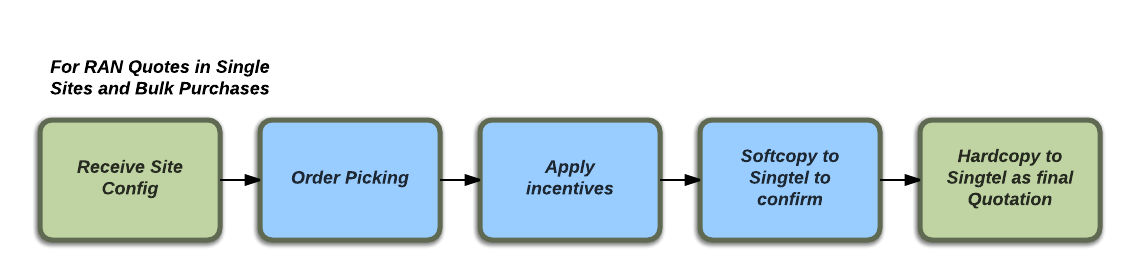 For RAN Quotes in Single
Sites and Bulk Purchases
Receive Site
Config
Order Picking
Apply
incentives
Softcopy to
Singtel to
confirm
Hardcopy to
Singtel as final
Quotation